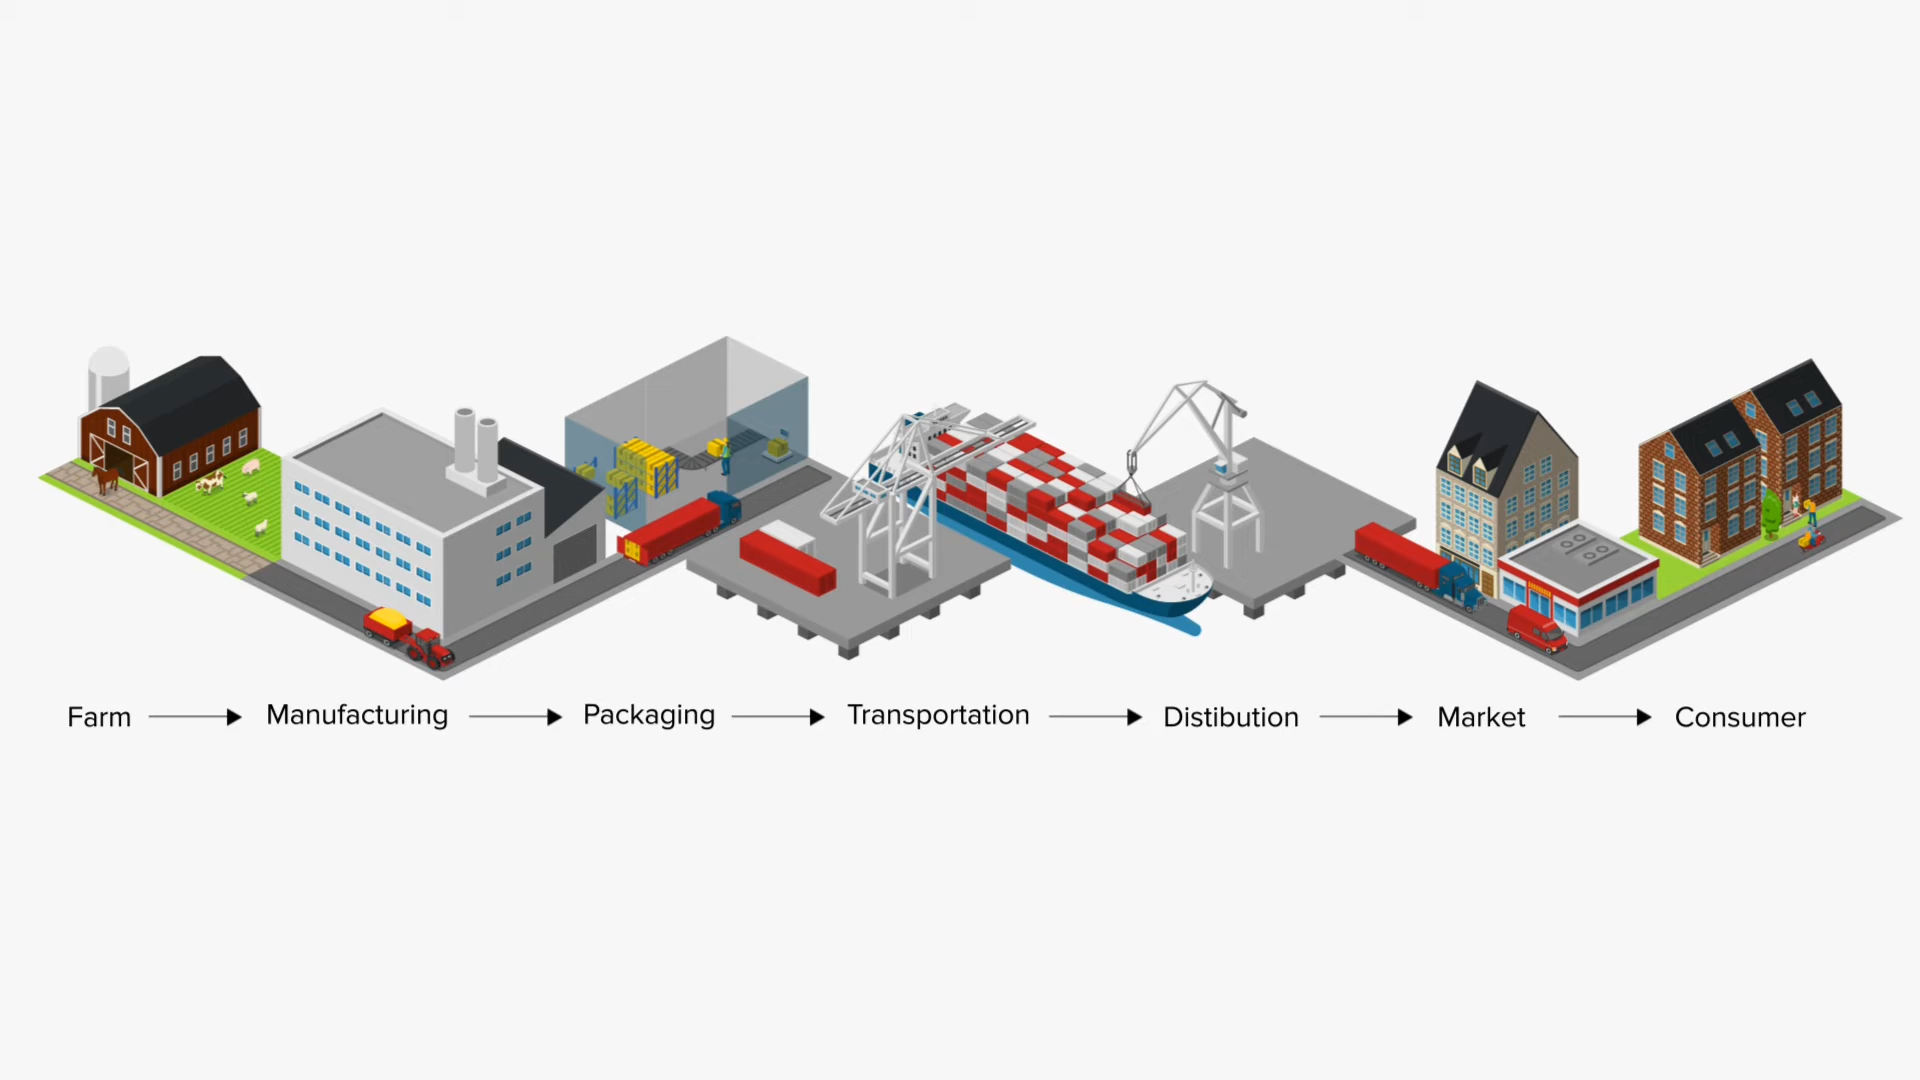 Farm
Manufacturing
Packaging
Transportation
Distibution
Market
Consumer